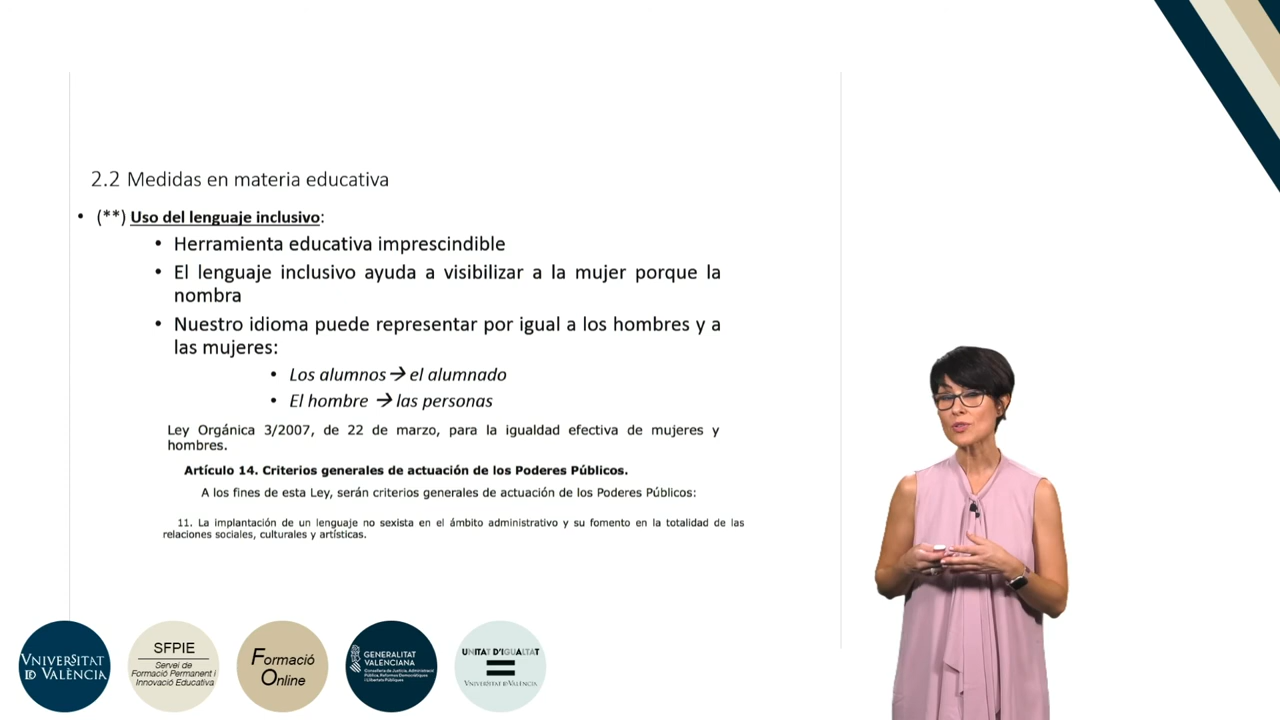 2.2 Medidas en materia educativa
• (**) Uso del lenguaje inclusivo:
• Herramienta educativa imprescindible
• El lenguaje inclusivo ayuda a visibilizar a la mujer porque la
nombra
• Nuestro idioma puede representar por igual a los hombres y a
las mujeres:
• Los alumnos → el alumnado
• El hombre → las personas
Ley Orgánica 3/2007, de 22 de marzo, para la igualdad efectiva de mujeres y
hombres.
Artículo 14. Criterios generales de actuación de los Poderes Públicos.
A los fines de esta Ley, serán criterios generales de actuación de los Poderes Públicos:
11. La implantación de un lenguaje no sexista en el ámbito administrativo y su fomento en la totalidad de las
relaciones sociales, culturales y artísticas.
VNIVERSITAT
ID VALÈNCIA
SFPIE
Servei de
Formació Permanent i
Innovació Educativa
Formació
Online
GENERALITAT
VALENCIANA
Conselleria de Justícia, Administració
Pública, Reformes Democràtiques
i Llibertats Públiques
UNITAT D'IGUALTAT
VNIVERSITAT ID VALÈNCIA